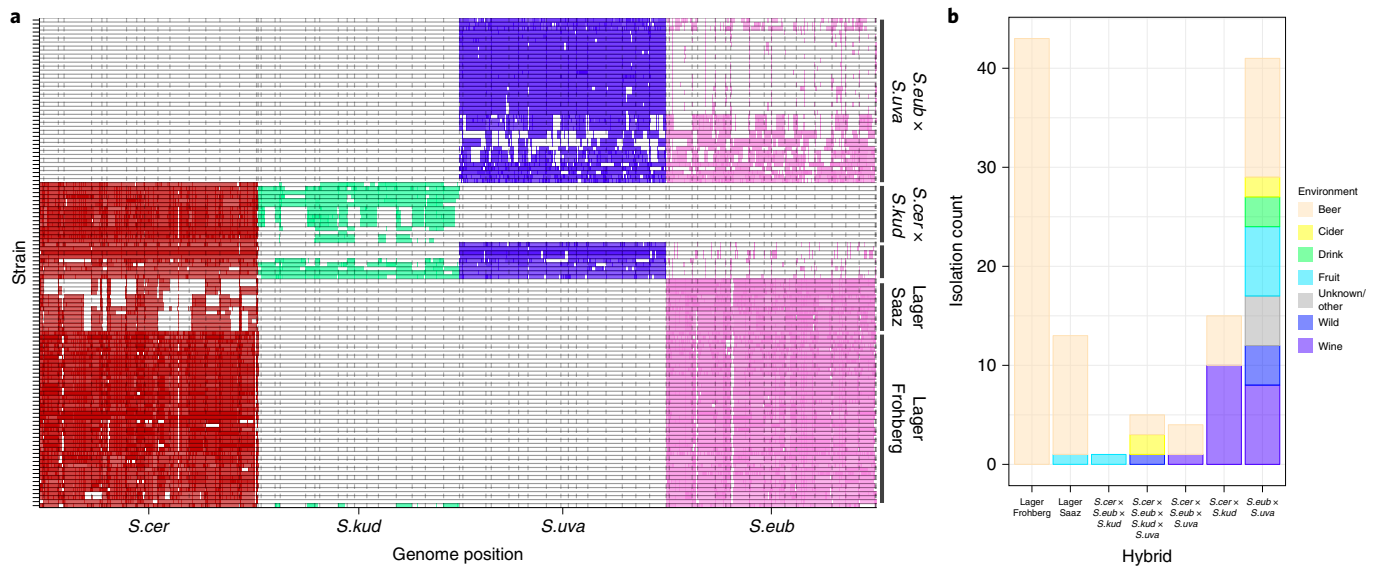 a
Strain
S.eub ×
S.uva
S.cer ×
S.kud
Lager
Saaz
Lager
Frohberg
S.cer
S.kud
S.uva
S.eub
Genome position
b
Isolation count
40
30
20
10
0
Lager
Frohberg
Lager
Saaz
S.cer ×
S.eub ×
S.kud
S.cer ×
S.eub ×
S.kud ×
S.uva
S.cer ×
S.eub ×
S.uva
S.cer ×
S.kud
S.eub ×
S.uva
Hybrid
Environment
Beer
Cider
Drink
Fruit
Unknown/
other
Wild
Wine